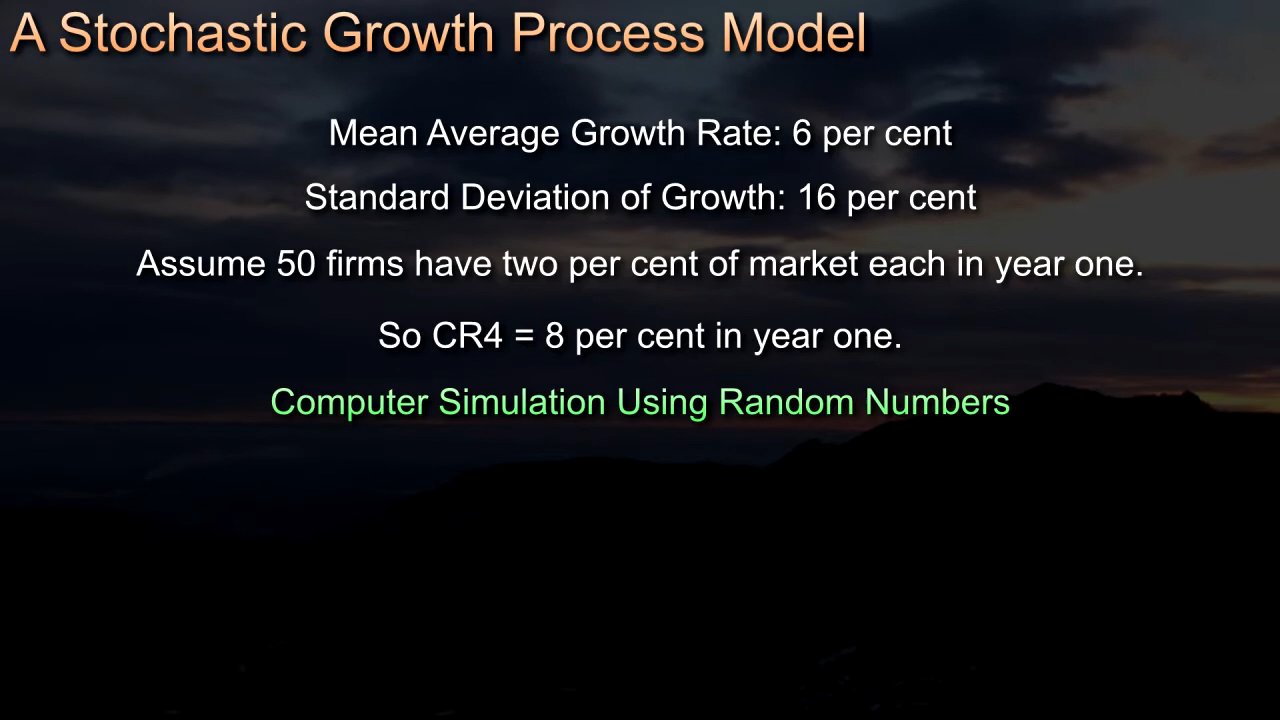 A Stochastic Growth Process Model
Mean Average Growth Rate: 6 per cent
Standard Deviation of Growth: 16 per cent
Assume 50 firms have two per cent of market each in year one.
So CR4 = 8 per cent in year one.
Computer Simulation Using Random Numbers